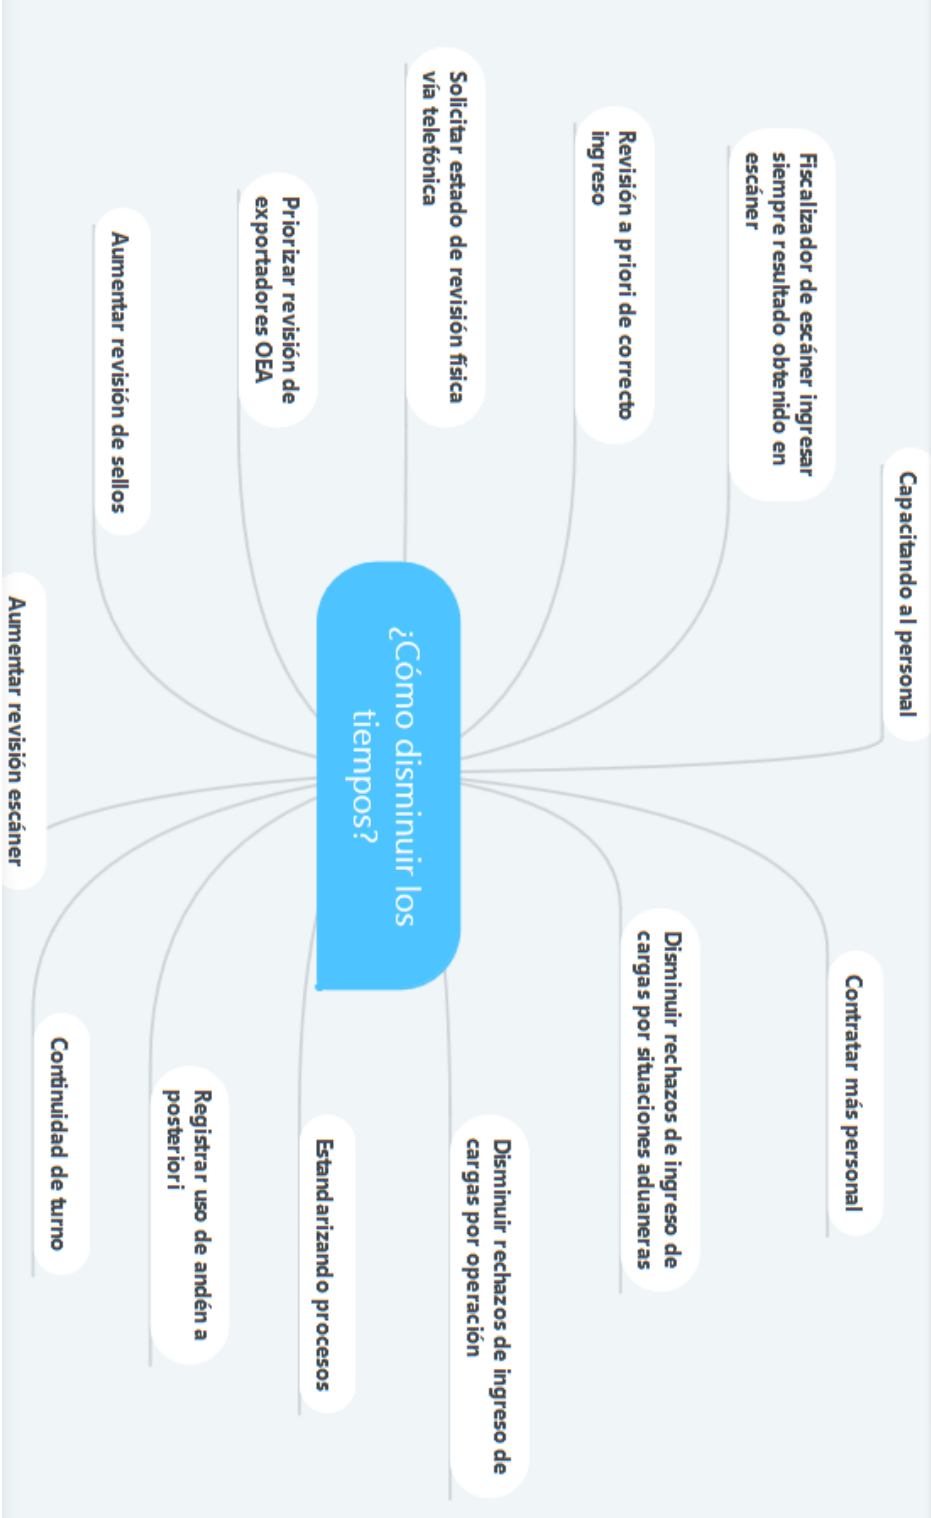 Capacitando al personal
Fiscalizador de escáner ingresar
siempre resultado obtenido en
escáner
Revisión a priori de correcto
ingreso
Solicitar estado de revisión física
vía telefónica
Priorizar revisión de
exportadores OEA
Aumentar revisión de sellos
Aumentar revisión escáner
¿Cómo disminuir los
tiempos?
Contratar más personal
Disminuir rechazos de ingreso de
cargas por situaciones aduaneras
Disminuir rechazos de ingreso de
cargas por operación
Estandarizando procesos
Registrar uso de andén a
posteriori
Continuidad de turno